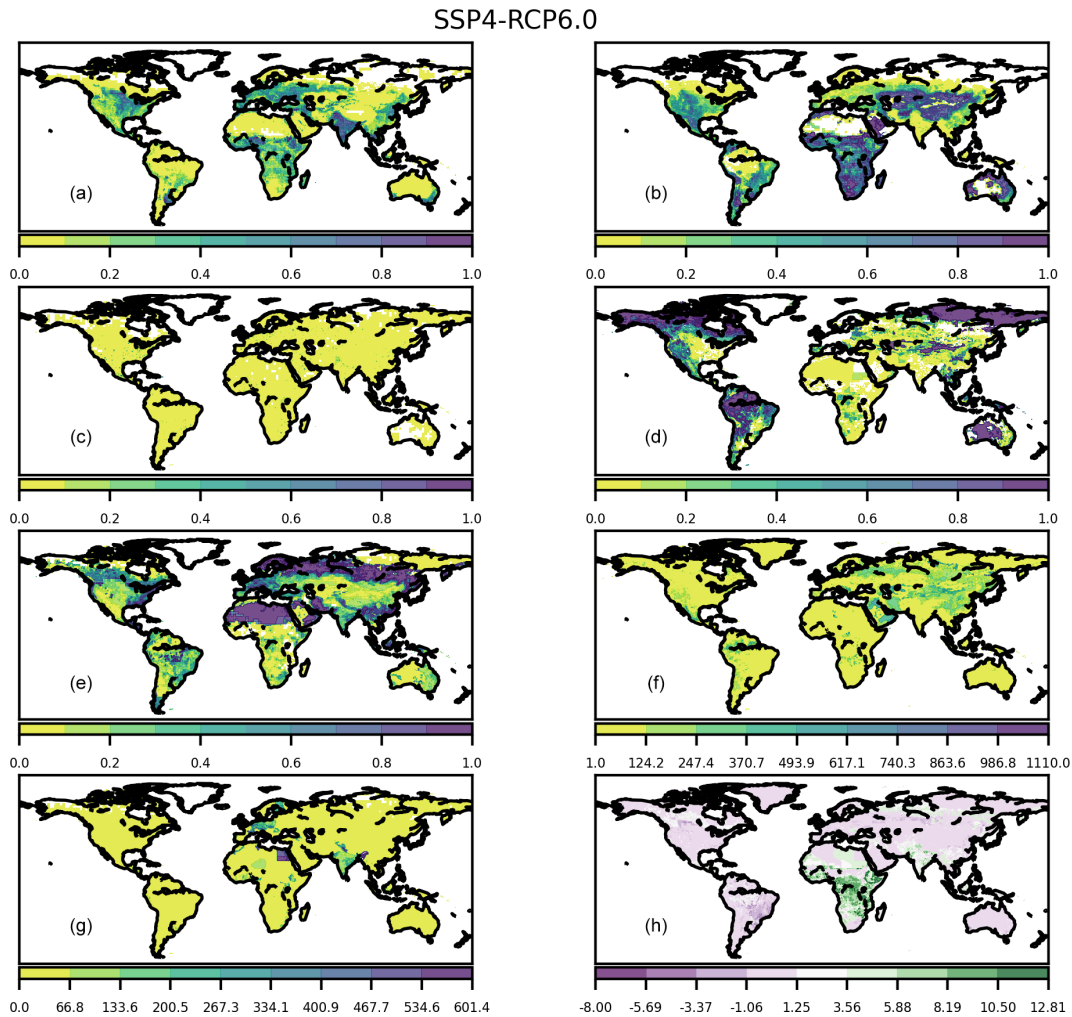 SSP4-RCP6.0
(a) (b)
0.0 0.2 0.4 0.6 0.8 1.0 0.0 0.2 0.4 0.6 0.8 1.0
(c) (d)
0.0 0.2 0.4 0.6 0.8 1.0 0.0 0.2 0.4 0.6 0.8 1.0
(e) (f)
0.0 0.2 0.4 0.6 0.8 1.0 1.0 124.2 247.4 370.7 493.9 617.1 740.3 863.6 986.8 1110.0
(g) (h)
0.0 66.8 133.6 200.5 267.3 334.1 400.9 467.7 534.6 601.4 -8.00 -5.69 -3.37 -1.06 1.25 3.56 5.88 8.19 10.50 12.81